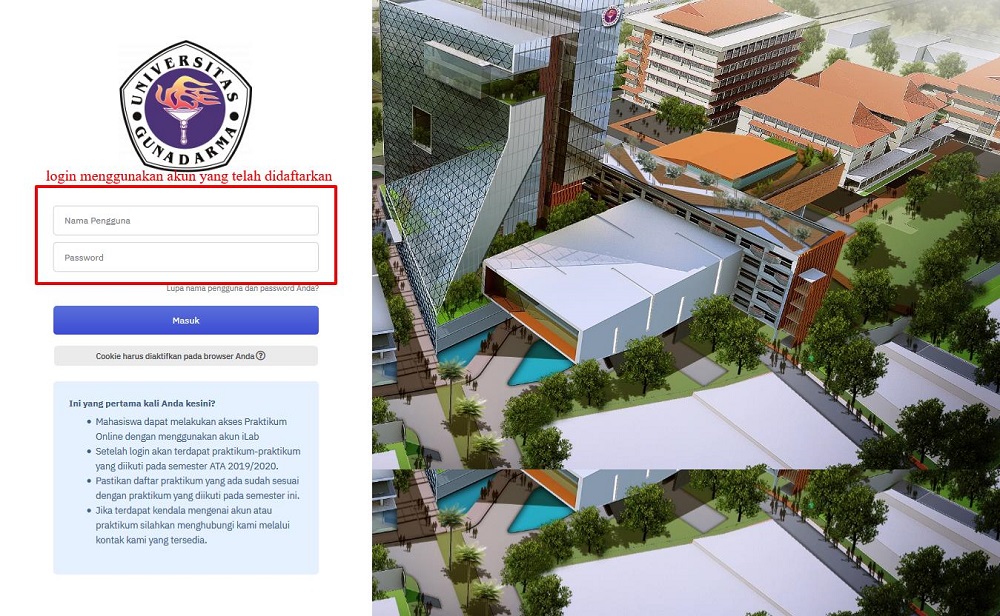 UNIVERSITAS
GUNADARMA
login menggunakan akun yang telah didaftarkan
Nama Pengguna
Password
Lupa nama pengguna dan password Anda?
Masuk
Cookie harus diaktifkan pada browser Anda
Ini yang pertama kali Anda kesini?
• Mahasiswa dapat melakukan akses Praktikum
Online dengan menggunakan akun iLab
• Setelah login akan terdapat praktikum-praktikum
yang diikuti pada semester ATA 2019/2020.
• Pastikan daftar praktikum yang ada sudah sesuai
dengan praktikum yang diikuti pada semester ini.
• Jika terdapat kendala mengenai akun atau
praktikum silahkan menghubungi kami melalui
kontak kami yang tersedia.